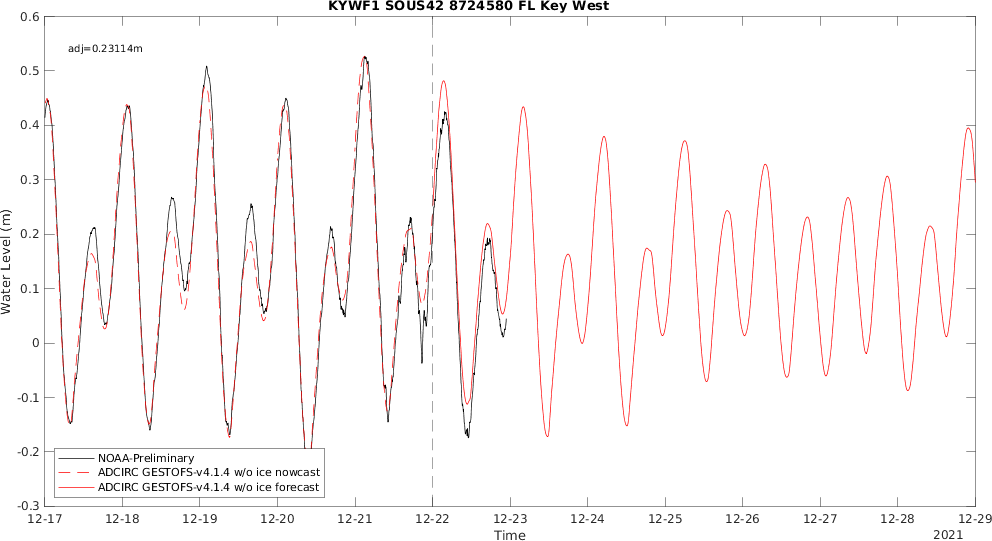 KYWF1 SOUS42 8724580 FL Key West
adj=0.23114m
Water Level (m)
0.6
0.5
0.4
0.3
0.2
0.1
0
-0.1
-0.2
-0.3
NOAA-Preliminary
ADCIRC GESTOFS-v4.1.4 w/o ice nowcast
ADCIRC GESTOFS-v4.1.4 w/o ice forecast
12-17 12-18 12-19 12-20 12-21 12-22 12-23 12-24 12-25 12-26 12-27 12-28 12-29
Time
2021